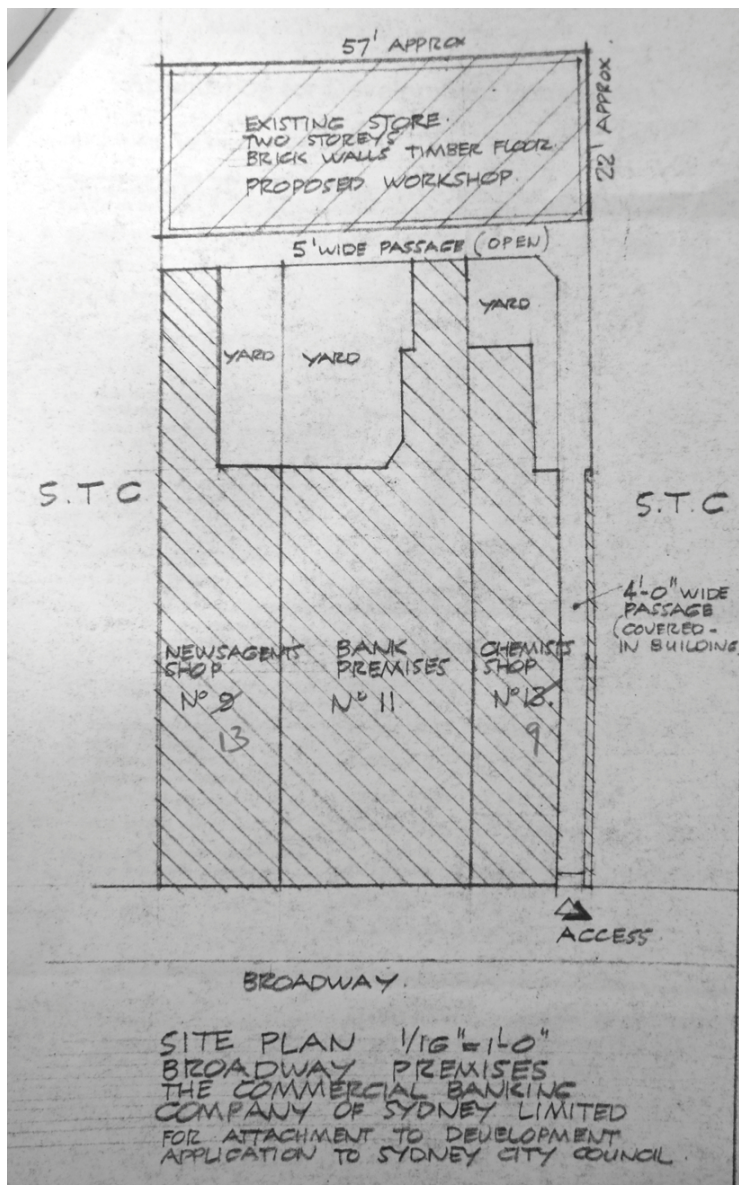 57' APPROX
22' APPROX.
EXISTING STORE.
TWO STOREYS
BRICK WALLS TIMBER FLOOR.
PROPOSED WORKSHOP.
5' WIDE PASSAGE (OPEN)
YARD
YARD
YARD
S.T.C
S.T.C
4'-0" WIDE
PASSAGE
(COVERED-
IN BUILDING
NEWSAGENTS
SHOP
Nº 9
13
BANK
PREMISES
Nº 11
CHEMISTS
SHOP
Nº 13.
9
ACCESS.
BROADWAY.
SITE PLAN 1/16"=1'-0"
BROADWAY PREMISES
THE COMMERCIAL BANKING
COMPANY OF SYDNEY LIMITED
FOR ATTACHMENT TO DEVELOPMENT
APPLICATION TO SYDNEY CITY COUNCIL.